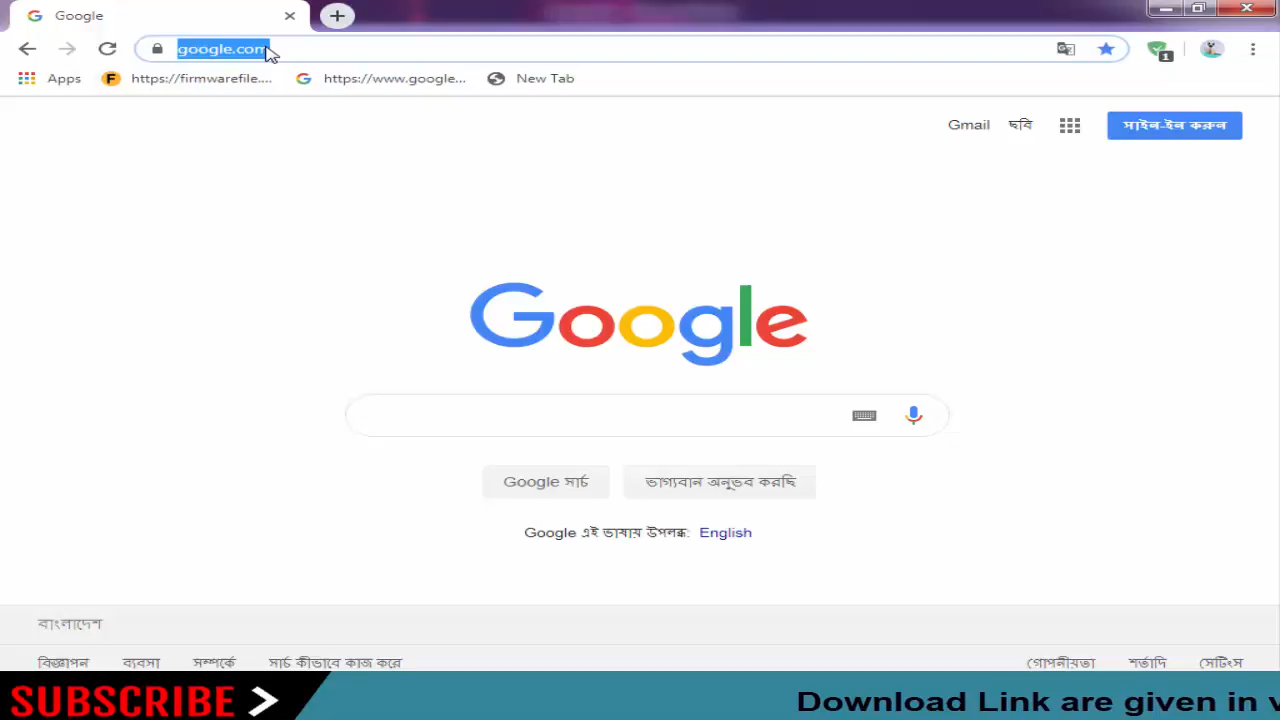 Google
google.com
Apps F https://firmwarefile.... https://www.google... New Tab
1
Gmail ছবি সাইন-ইন করুন
Google
Google সার্চ ভাগ্যবান অনুভব করছি
Google এই ভাষায় উপলব্ধ: English
বাংলাদেশ
বিজ্ঞাপন ব্যবসা সম্পর্কে সার্চ কীভাবে কাজ করে গোপনীয়তা শর্তাদি সেটিংস
SUBSCRIBE Download Link are given in